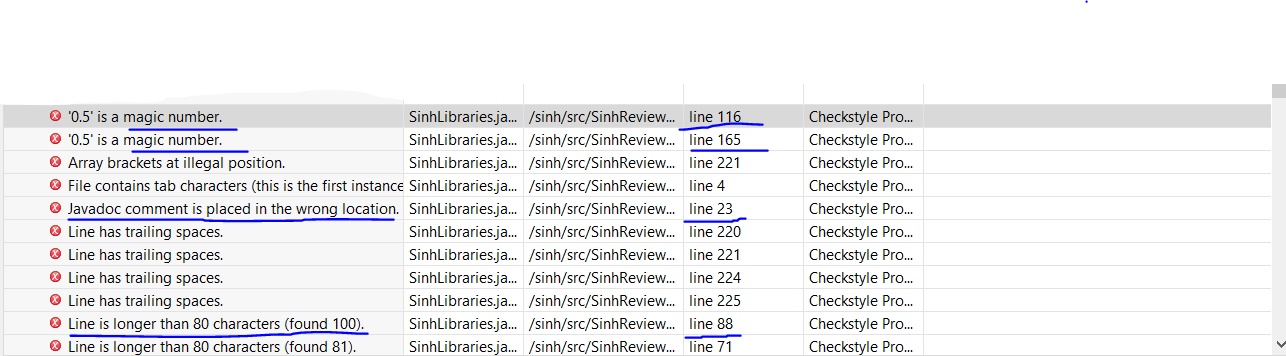 '0.5' is a magic number. SinhLibraries.ja... /sinh/src/SinhReview... line 116 Checkstyle Pro...
'0.5' is a magic number. SinhLibraries.ja... /sinh/src/SinhReview... line 165 Checkstyle Pro...
Array brackets at illegal position. SinhLibraries.ja... /sinh/src/SinhReview... line 221 Checkstyle Pro...
File contains tab characters (this is the first instance SinhLibraries.ja... /sinh/src/SinhReview... line 4 Checkstyle Pro...
Javadoc comment is placed in the wrong location. SinhLibraries.ja... /sinh/src/SinhReview... line 23 Checkstyle Pro...
Line has trailing spaces. SinhLibraries.ja... /sinh/src/SinhReview... line 220 Checkstyle Pro...
Line has trailing spaces. SinhLibraries.ja... /sinh/src/SinhReview... line 221 Checkstyle Pro...
Line has trailing spaces. SinhLibraries.ja... /sinh/src/SinhReview... line 224 Checkstyle Pro...
Line has trailing spaces. SinhLibraries.ja... /sinh/src/SinhReview... line 225 Checkstyle Pro...
Line is longer than 80 characters (found 100). SinhLibraries.ja... /sinh/src/SinhReview... line 88 Checkstyle Pro...
Line is longer than 80 characters (found 81). SinhLibraries.ja... /sinh/src/SinhReview... line 71 Checkstyle Pro...